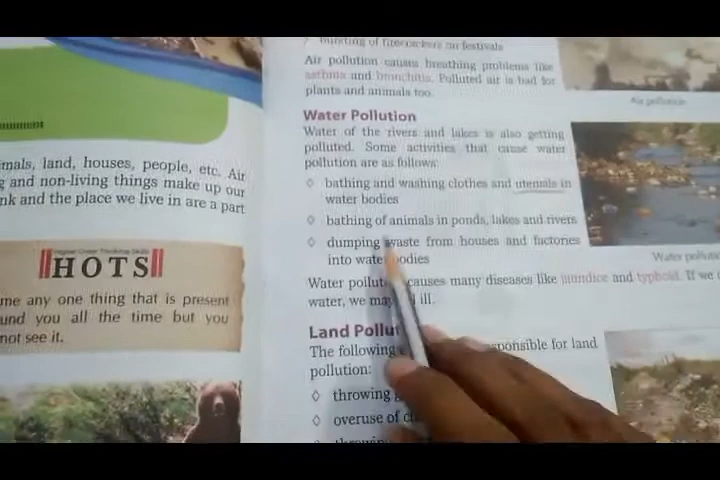 mals, land, houses, people, etc. Air
and non-living things make up our
nk and the place we live in are a part
Higher Order Thinking Skills
HOTS
me any one thing that is present
und you all the time but you
not see it.
bursting of firecrackers on festivals
Air pollution causes breathing problems like
asthma and bronchitis. Polluted air is bad for
plants and animals too.
Air pollution
Water Pollution
Water of the rivers and lakes is also getting
polluted. Some activities that cause water
pollution are as follows:
◊ bathing and washing clothes and utensils in
water bodies
◊ bathing of animals in ponds, lakes and rivers
◊ dumping waste from houses and factories
into water bodies
Water pollutio
Water polluti causes many diseases like jaundice and typhoid. If we
water, we may ill.
Land Pollut
The following sponsible for land
pollution:
◊ throwing
◊ overuse of
◊ throwin